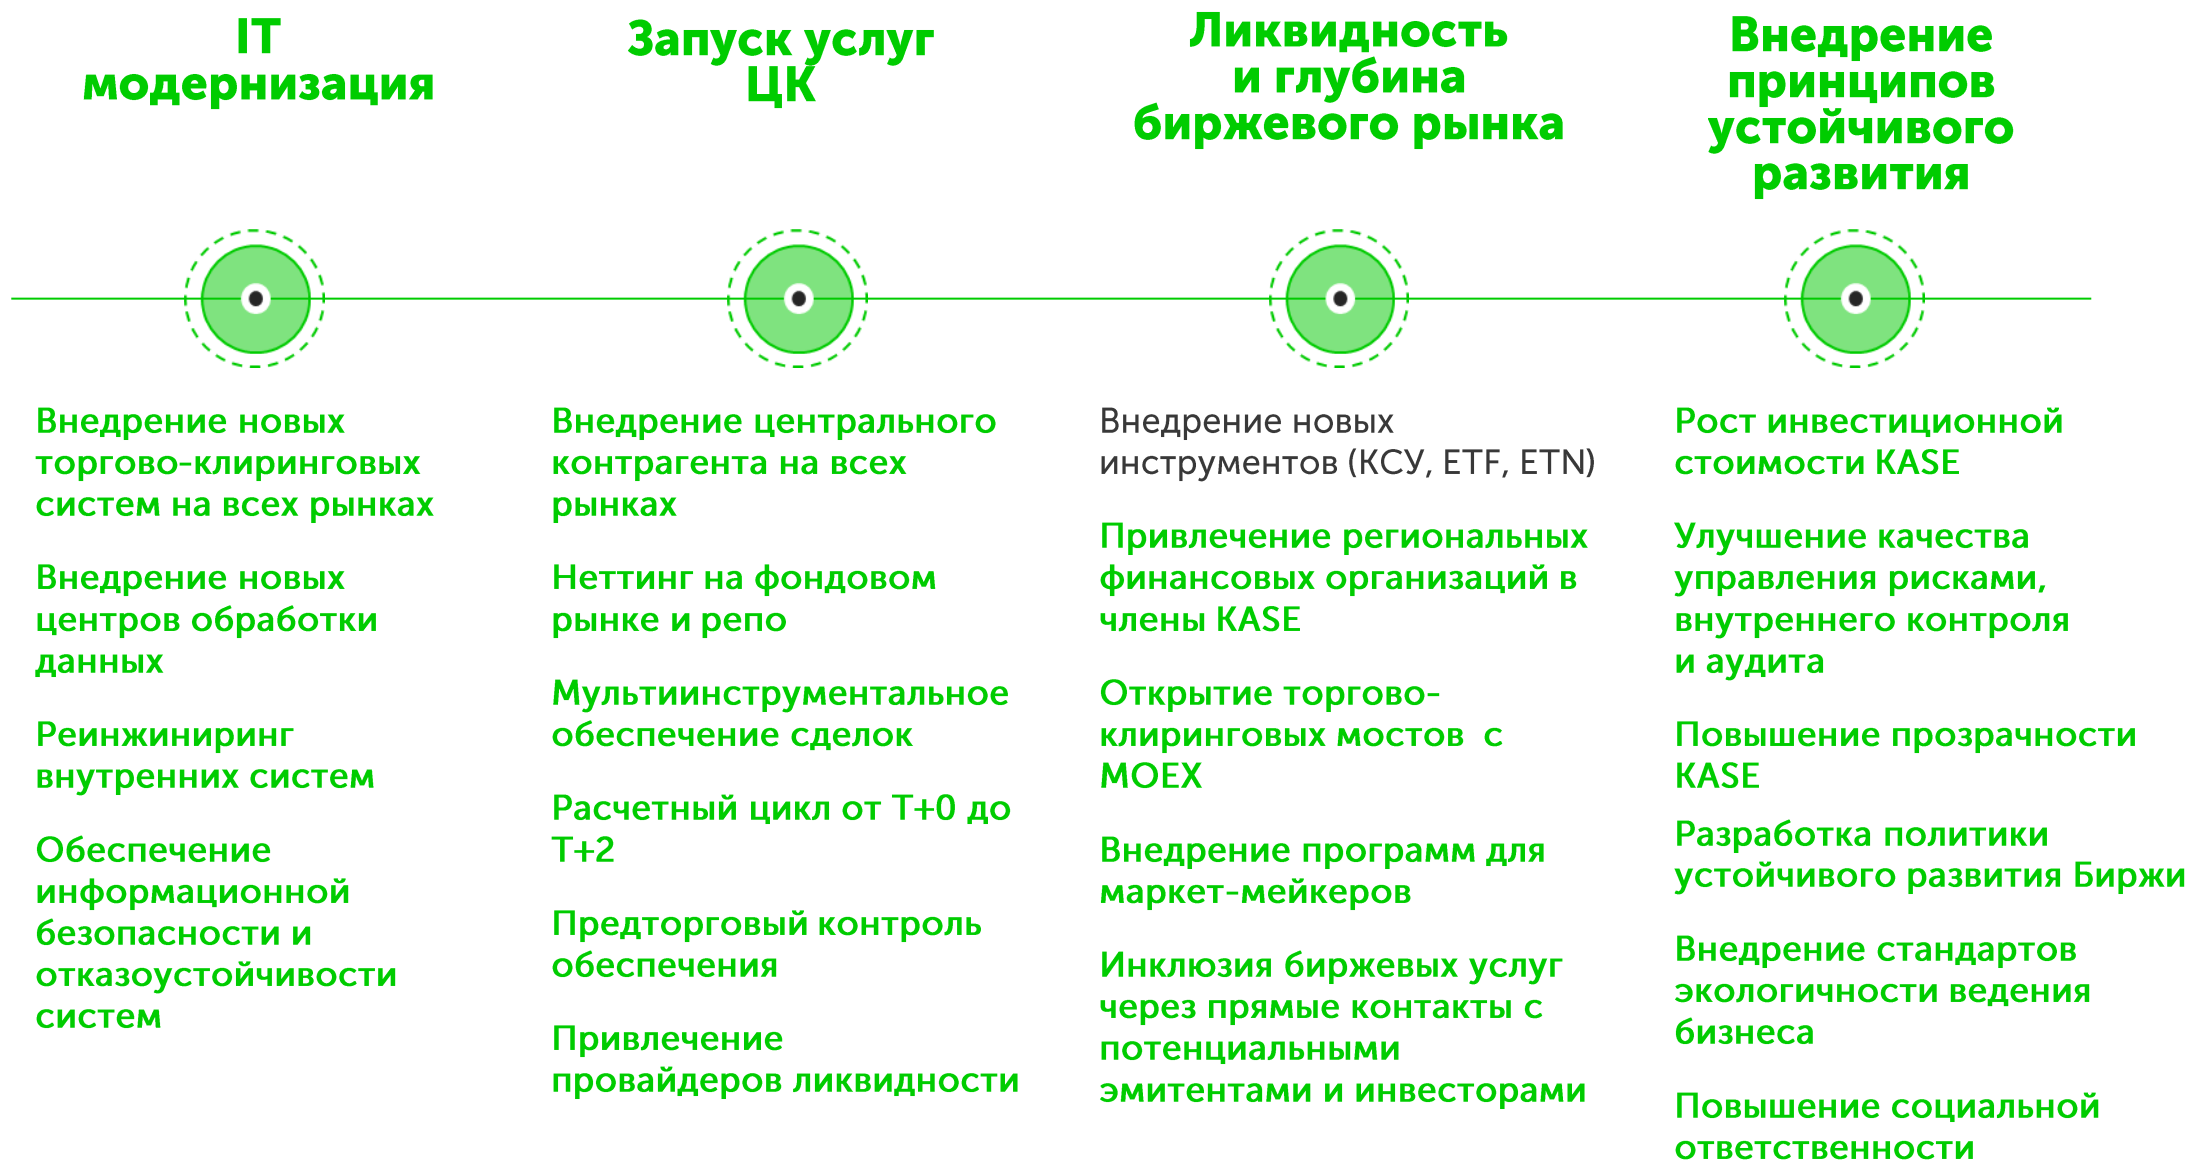 IT
модернизация
Внедрение новых
торгово-клиринговых
систем на всех рынках
Внедрение новых
центров обработки
данных
Реинжиниринг
внутренних систем
Обеспечение
информационной
безопасности и
отказоустойчивости
систем
Запуск услуг
ЦК
Внедрение центрального
контрагента на всех
рынках
Неттинг на фондовом
рынке и репо
Мультиинструментальное
обеспечение сделок
Расчетный цикл от Т+0 до
Т+2
Предторговый контроль
обеспечения
Привлечение
провайдеров ликвидности
Ликвидность
и глубина
биржевого рынка
Внедрение новых
инструментов (КСУ, ETF, ETN)
Привлечение региональных
финансовых организаций в
члены KASE
Открытие торгово-
клиринговых мостов с
MOEX
Внедрение программ для
маркет-мейкеров
Инклюзия биржевых услуг
через прямые контакты с
потенциальными
эмитентами и инвесторами
Внедрение
принципов
устойчивого
развития
Рост инвестиционной
стоимости KASE
Улучшение качества
управления рисками,
внутреннего контроля
и аудита
Повышение прозрачности
KASE
Разработка политики
устойчивого развития Биржи
Внедрение стандартов
экологичности ведения
бизнеса
Повышение социальной
ответственности